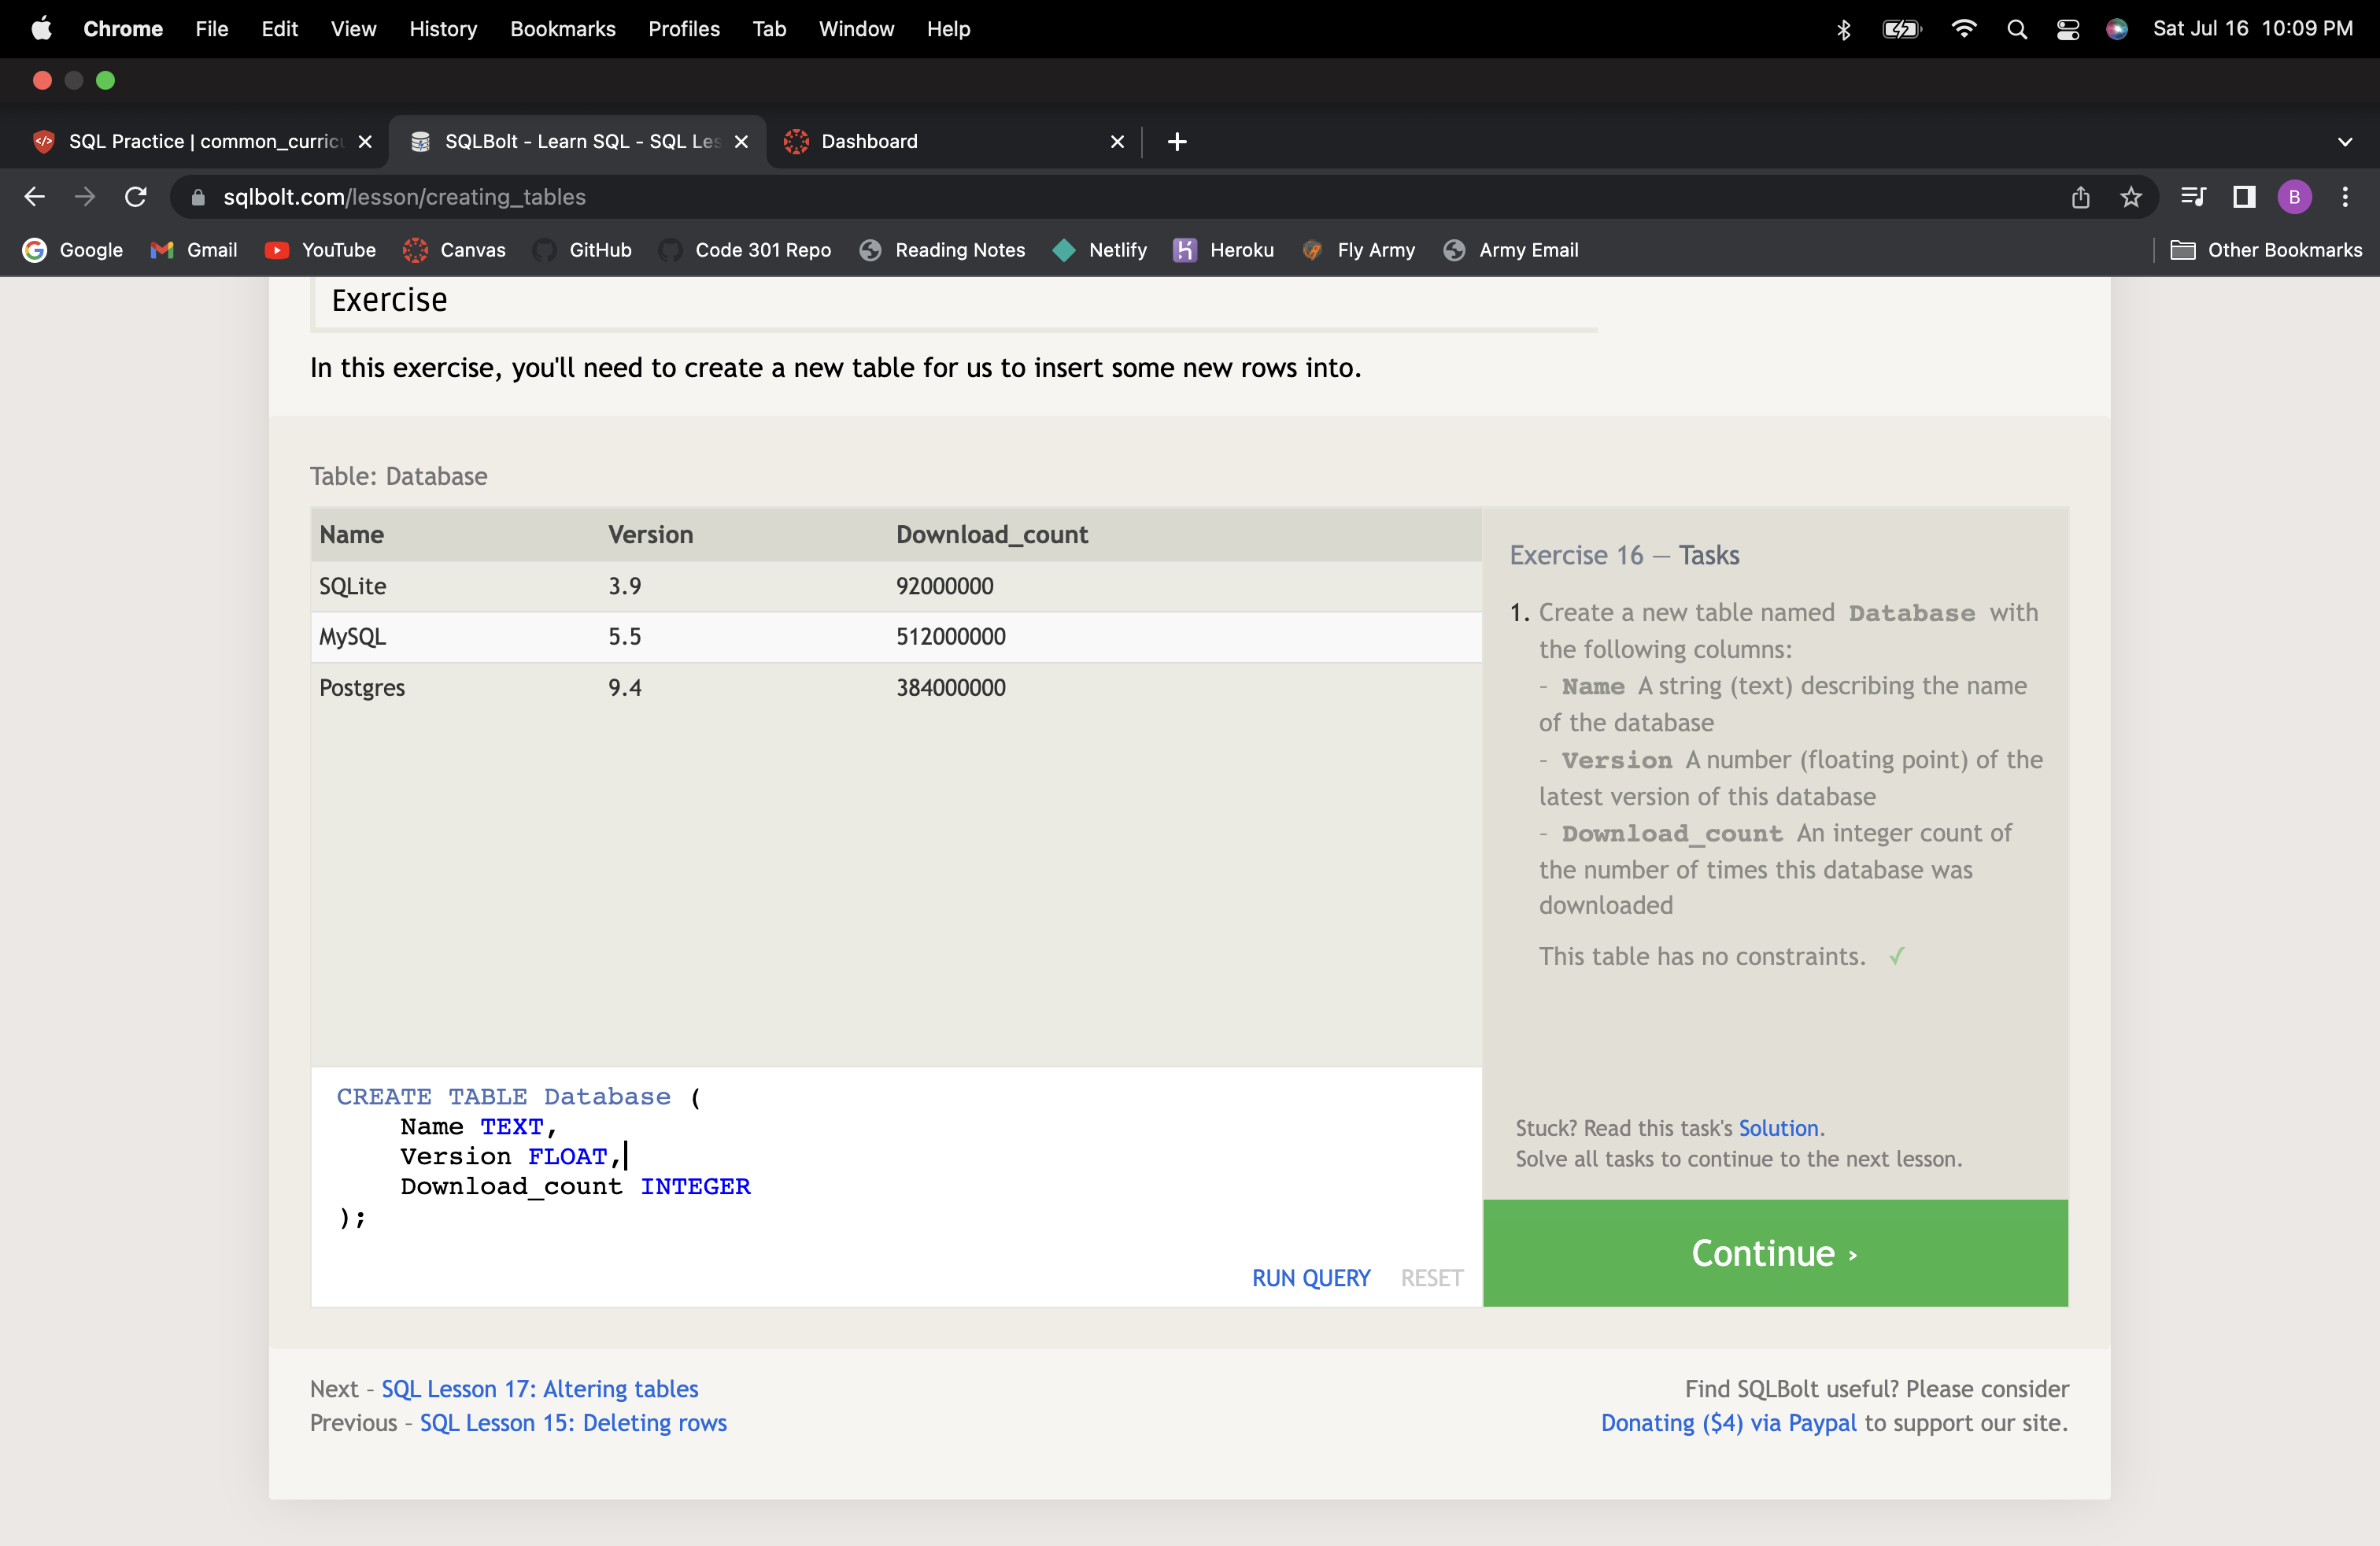 Chrome File Edit View History Bookmarks Profiles Tab Window Help Sat Jul 16 10:09 PM
SQL Practice | common_curric SQLBolt - Learn SQL - SQL Les Dashboard
sqlbolt.com/lesson/creating_tables B
Google Gmail YouTube Canvas GitHub Code 301 Repo Reading Notes Netlify Heroku Fly Army Army Email Other Bookmarks
Exercise
In this exercise, you'll need to create a new table for us to insert some new rows into.
Table: Database
Name Version Download_count
SQLite 3.9 92000000
MySQL 5.5 512000000
Postgres 9.4 384000000
CREATE TABLE Database (
Name TEXT,
Version FLOAT,
Download_count INTEGER
);
RUN QUERY RESET
Exercise 16 — Tasks
1. Create a new table named Database with
the following columns:
- Name A string (text) describing the name
of the database
- Version A number (floating point) of the
latest version of this database
- Download_count An integer count of
the number of times this database was
downloaded
This table has no constraints. ✓
Stuck? Read this task's Solution.
Solve all tasks to continue to the next lesson.
Continue ›
Next – SQL Lesson 17: Altering tables
Previous – SQL Lesson 15: Deleting rows
Find SQLBolt useful? Please consider
Donating ($4) via Paypal to support our site.